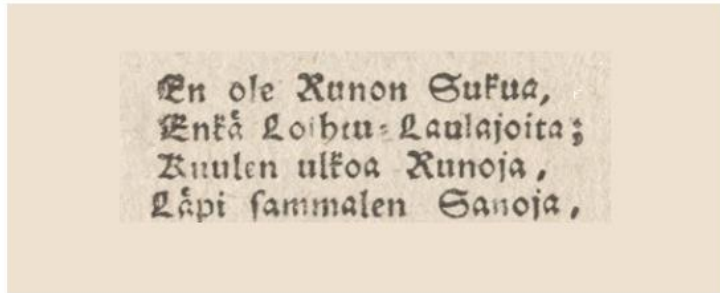 En ole Runon Sukua,
Enkä Loihtu-Laulajoita;
Kuulen ulkoa Runoja,
Läpi sammalen Sanoja,